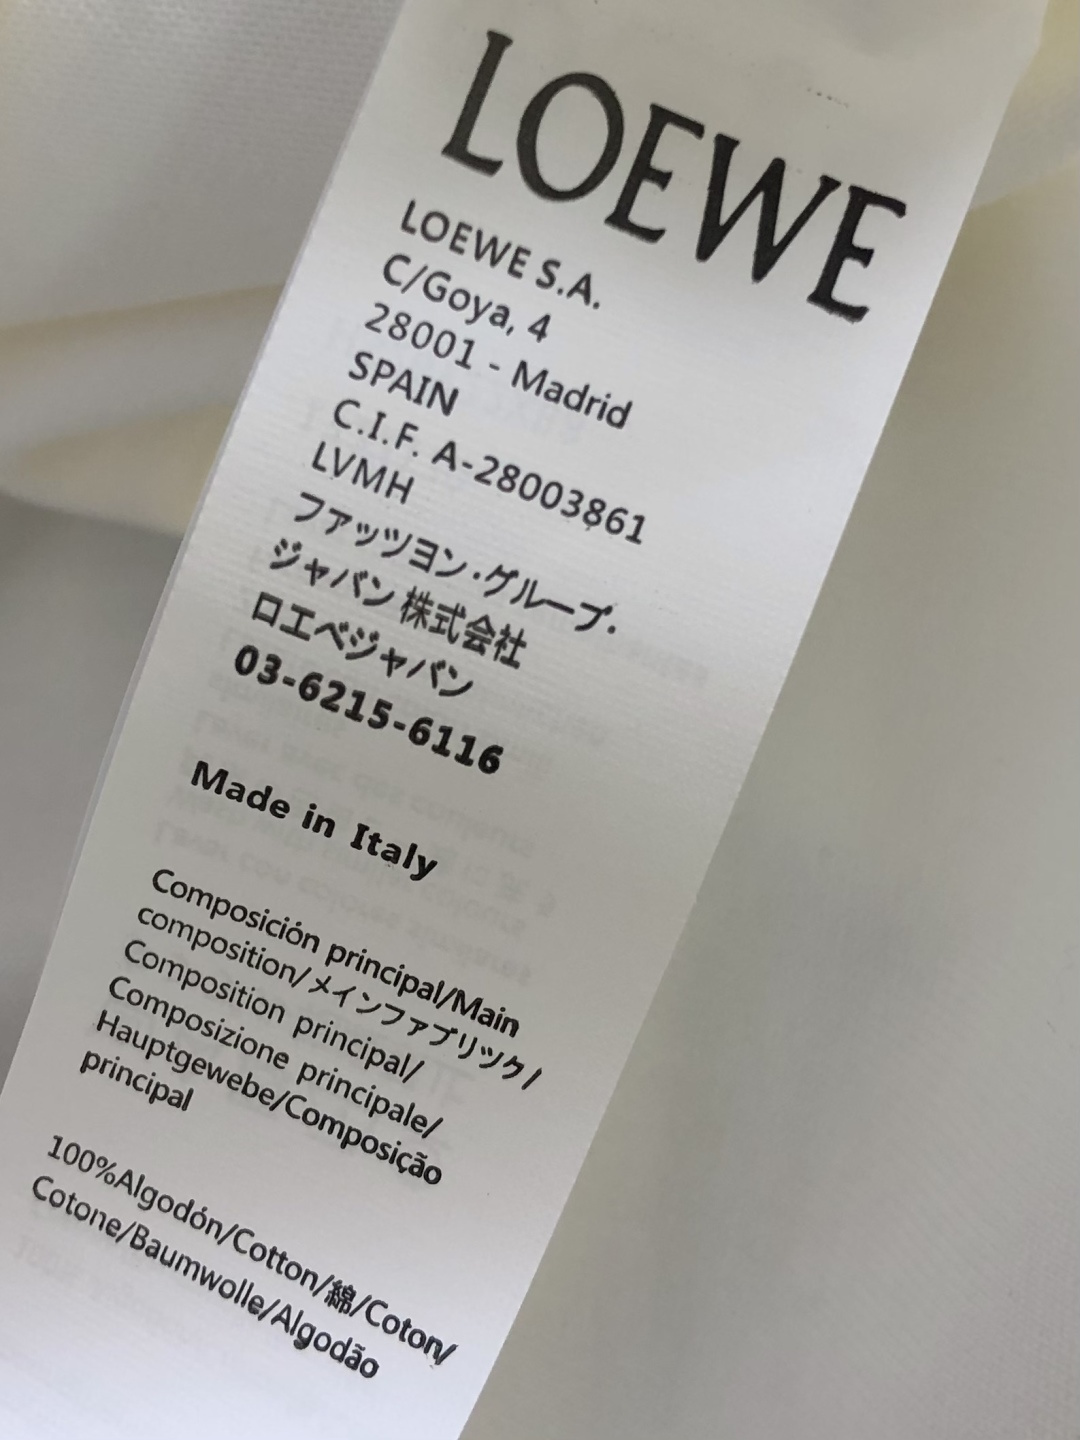 LOEWE
LOEWE S.A.
C/Goya, 4
28001 - Madrid
SPAIN
C.I.F. A-28003861
LVMH
ファッツヨン·グループ·
ジャバン 株式会社
ロエベジャバン
03-6215-6116
Made in Italy
Composición principal/Main
composition/メインファブリツク/
Composition principal/
Composizione principale/
Hauptgewebe/Composição
principal
100%Algodón/Cotton/綿/Coton/
Cotone/Baumwolle/Algodão